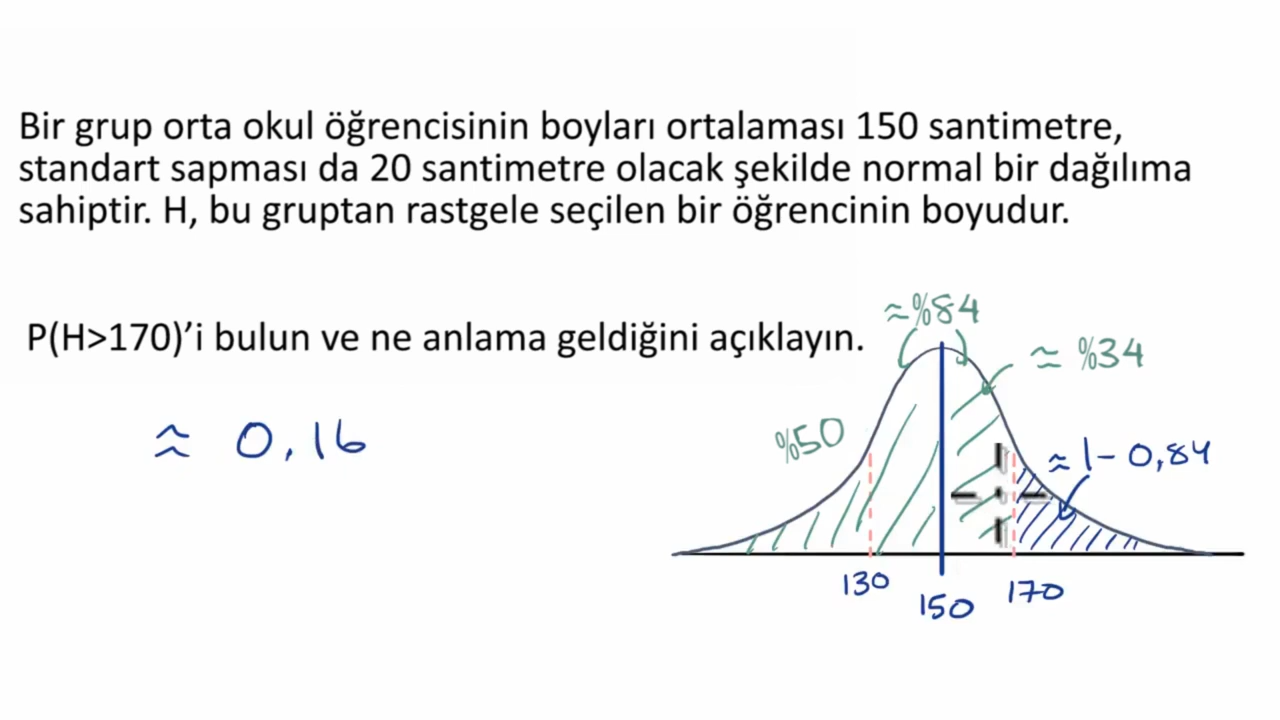 Bir grup orta okul öğrencisinin boyları ortalaması 150 santimetre,
standart sapması da 20 santimetre olacak şekilde normal bir dağılıma
sahiptir. H, bu gruptan rastgele seçilen bir öğrencinin boyudur.
P(H>170)’i bulun ve ne anlama geldiğini açıklayın.
≈ %84
≈ %34
≈ 0,16
%50
≈ 1 - 0,84
130
150
170